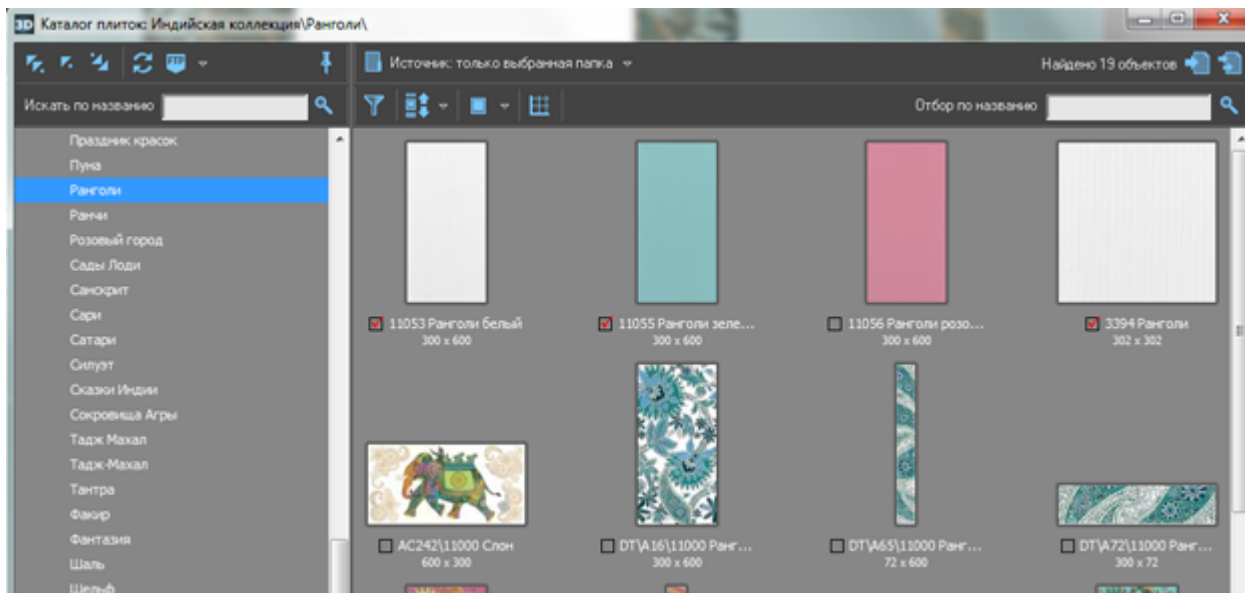 3D Каталог плиток: Индийская коллекция\Ранголи\
FTP
Источник: только выбранная папка
Найдено 19 объектов
Искать по названию
Отбор по названию
Праздник красок
Пуна
Ранголи
Ранчи
Розовый город
Сады Лоди
Санскрит
Сари
Сатари
Силуэт
Сказки Индии
Сокровища Агры
Тадж Махал
Тадж-Махал
Тантра
Факир
Фантазия
Шаль
Шельф
11053 Ранголи белый
300 x 600
11055 Ранголи зеле...
300 x 600
11056 Ранголи розо...
300 x 600
3394 Ранголи
302 x 302
AC242\11000 Слон
600 x 300
DT\A16\11000 Ранг...
300 x 600
DT\A65\11000 Ранг...
72 x 600
DT\A72\11000 Ранг...
300 x 72